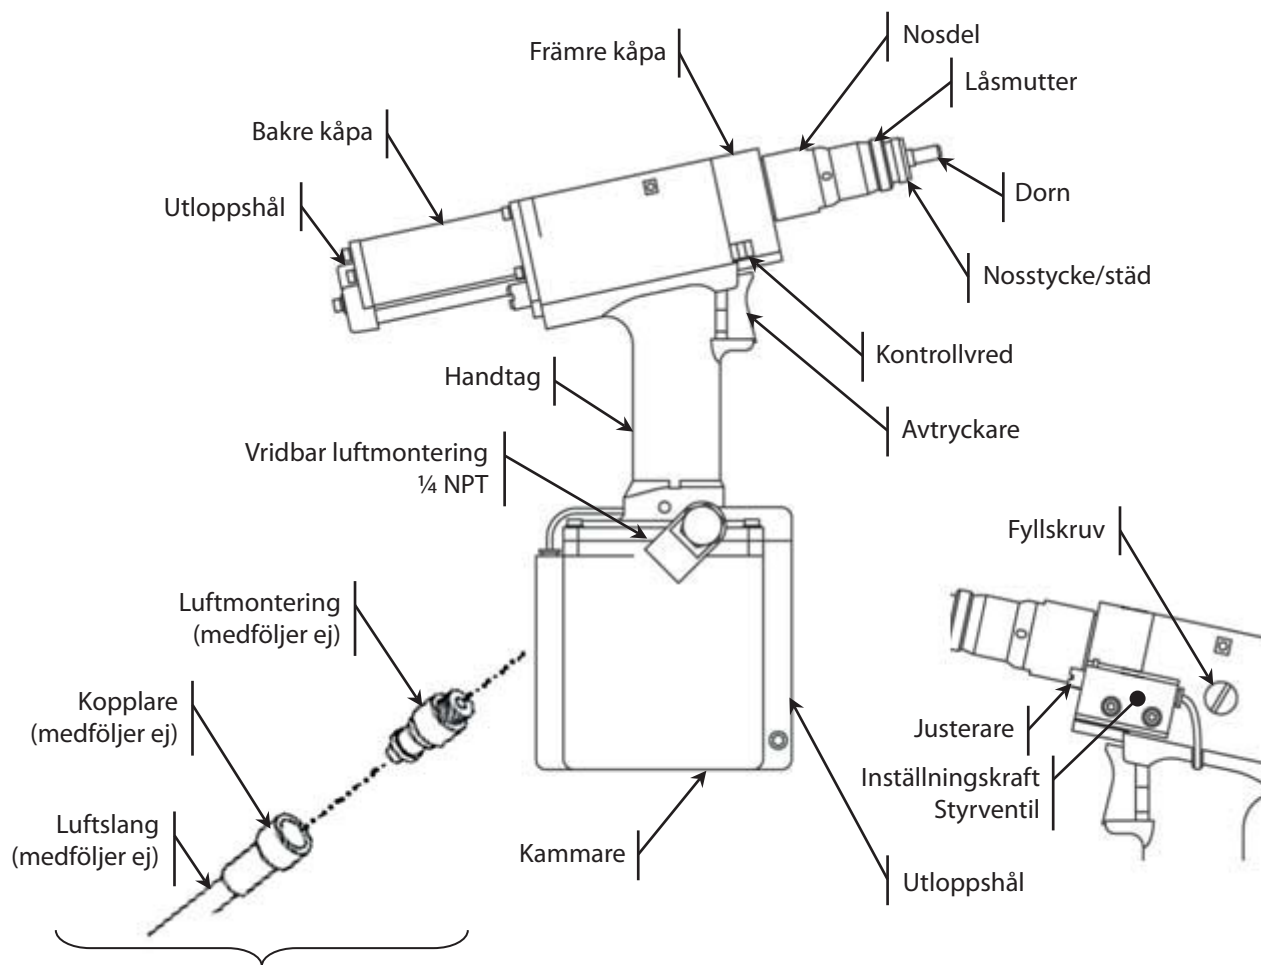 Nosdel
Främre kåpa
Låsmutter
Bakre kåpa
Utloppshål
Dorn
Nosstycke/städ
Kontrollvred
Handtag
Avtryckare
Vridbar luftmontering
¼ NPT
Fyllskruv
Luftmontering
(medföljer ej)
Kopplare
(medföljer ej)
Justerare
Inställningskraft
Styrventil
Luftslang
(medföljer ej)
Kammare
Utloppshål